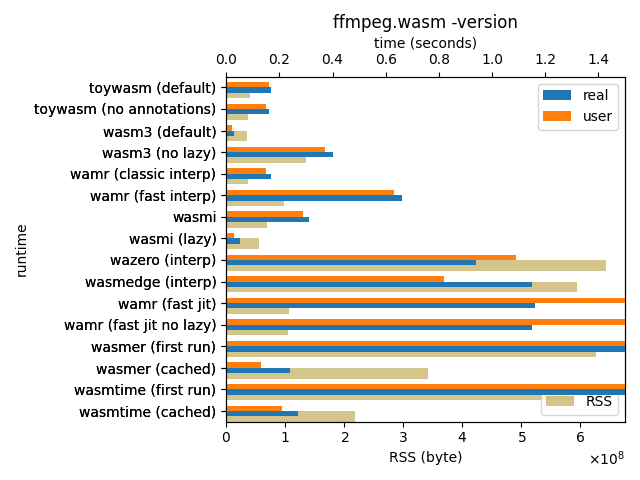 ffmpeg.wasm -version
time (seconds)
0.0 0.2 0.4 0.6 0.8 1.0 1.2 1.4
real
user
runtime
toywasm (default)
toywasm (no annotations)
wasm3 (default)
wasm3 (no lazy)
wamr (classic interp)
wamr (fast interp)
wasmi
wasmi (lazy)
wazero (interp)
wasmedge (interp)
wamr (fast jit)
wamr (fast jit no lazy)
wasmer (first run)
wasmer (cached)
wasmtime (first run)
wasmtime (cached)
RSS
0 1 2 3 4 5 6
RSS (byte)
×10⁸